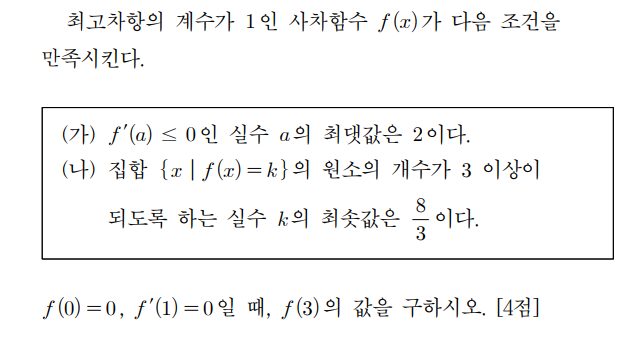 최고차항의 계수가 1인 사차함수 f(x)가 다음 조건을
만족시킨다.
(가) f′(a) ≤ 0인 실수 a의 최댓값은 2이다.
(나) 집합 {x | f(x)=k}의 원소의 개수가 3 이상이
되도록 하는 실수 k의 최솟값은 8/3이다.
f(0)=0, f′(1)=0일 때, f(3)의 값을 구하시오. [4점]